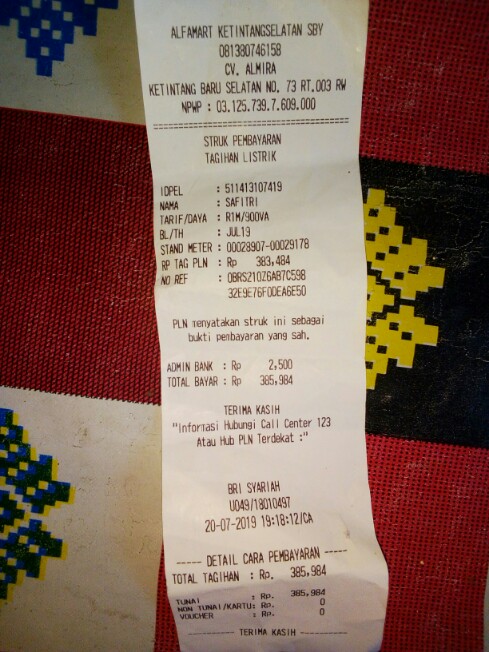 ALFAMART KETINTANGSELATAN SBY
081380746158
CV. ALMIRA
KETINTANG BARU SELATAN NO. 73 RT.003 RW
NPWP : 03.125.739.7.609.000
STRUK PEMBAYARAN
TAGIHAN LISTRIK
IDPEL : 511413107419
NAMA : SAFITRI
TARIF/DAYA : R1M/900VA
BL/TH : JUL19
STAND METER : 00028907-00029178
RP TAG PLN : Rp 383,484
NO REF : 0BRS210Z6AB7C598
32E9E76F0DEA6E50
PLN menyatakan struk ini sebagai
bukti pembayaran yang sah.
ADMIN BANK : Rp 2,500
TOTAL BAYAR : Rp 385,984
TERIMA KASIH
"Informasi Hubungi Call Center 123
Atau Hub PLN Terdekat :"
BRI SYARIAH
U049/18010497
20-07-2019 19:18:12/CA
----- DETAIL CARA PEMBAYARAN -----
TOTAL TAGIHAN : Rp. 385,984
TUNAI : Rp. 385,984
NON TUNAI/KARTU: Rp. 0
VOUCHER : Rp. 0
----- TERIMA KASIH -----